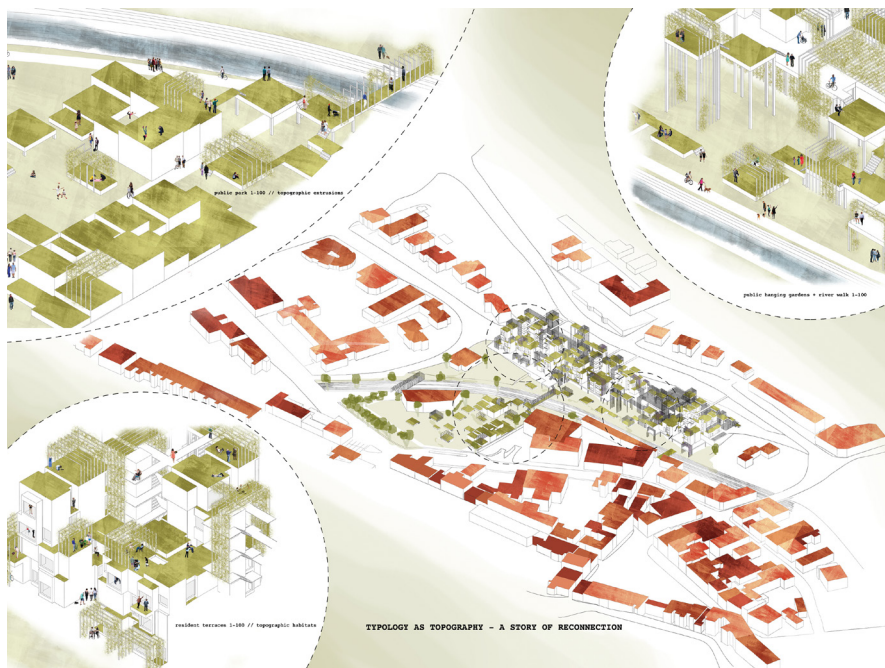 public park 1-100 // topographic extrusions
public hanging gardens + river walk 1-100
resident terraces 1-100 // topographic habitats
TYPOLOGY AS TOPOGRAPHY - A STORY OF RECONNECTION